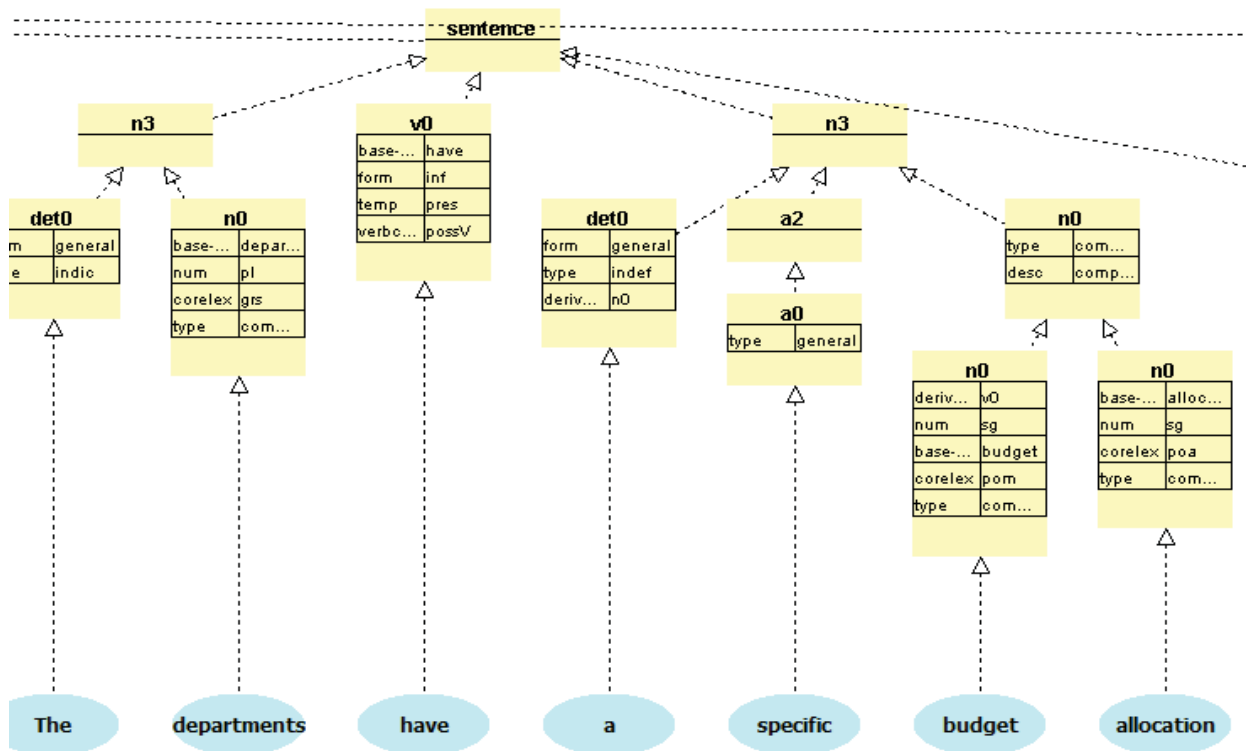 sentence
n3
v0
base-... have
form inf
temp pres
verbc... possV
n3
det0
m general
e indic
n0
base-... depar...
num pl
corelex grs
type com...
det0
form general
type indef
deriv... n0
a2
a0
type general
n0
type com...
desc comp...
n0
deriv... v0
num sg
base-... budget
corelex pom
type com...
n0
base-... alloc...
num sg
corelex poa
type com...
The departments have a specific budget allocation